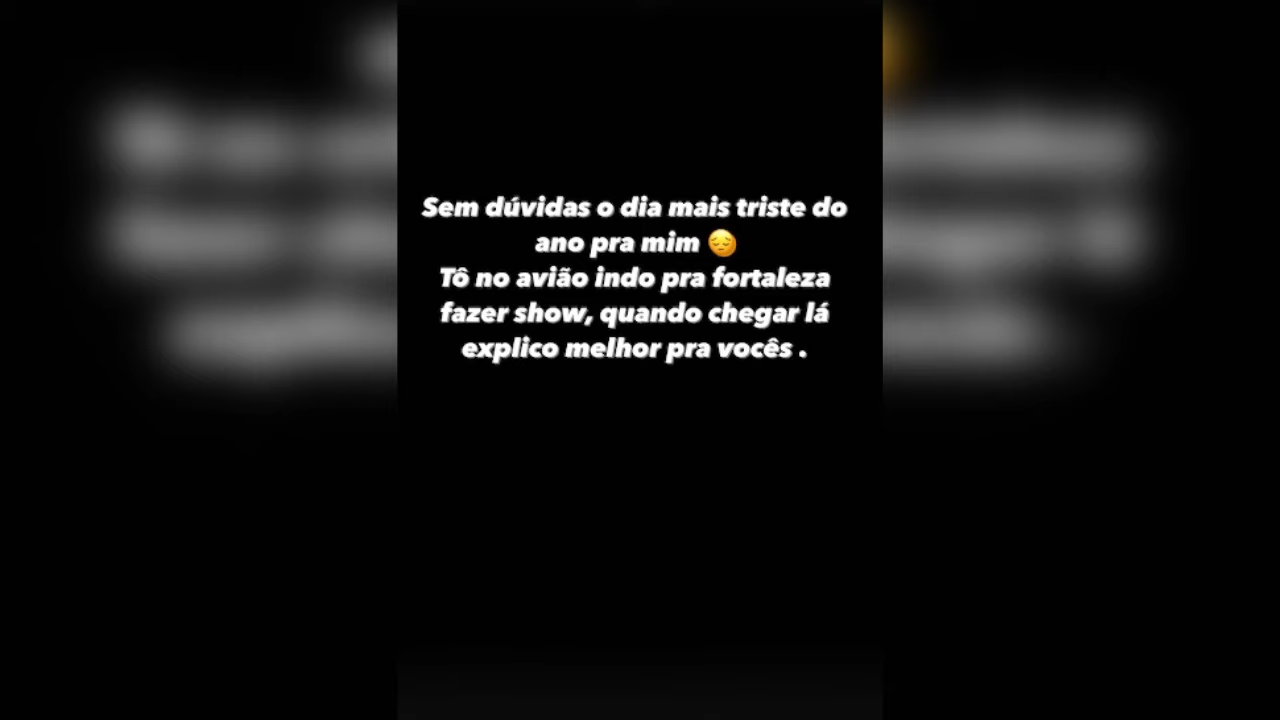 Sem dúvidas o dia mais triste do
ano pra mim 😔
Tô no avião indo pra fortaleza
fazer show, quando chegar lá
explico melhor pra vocês .